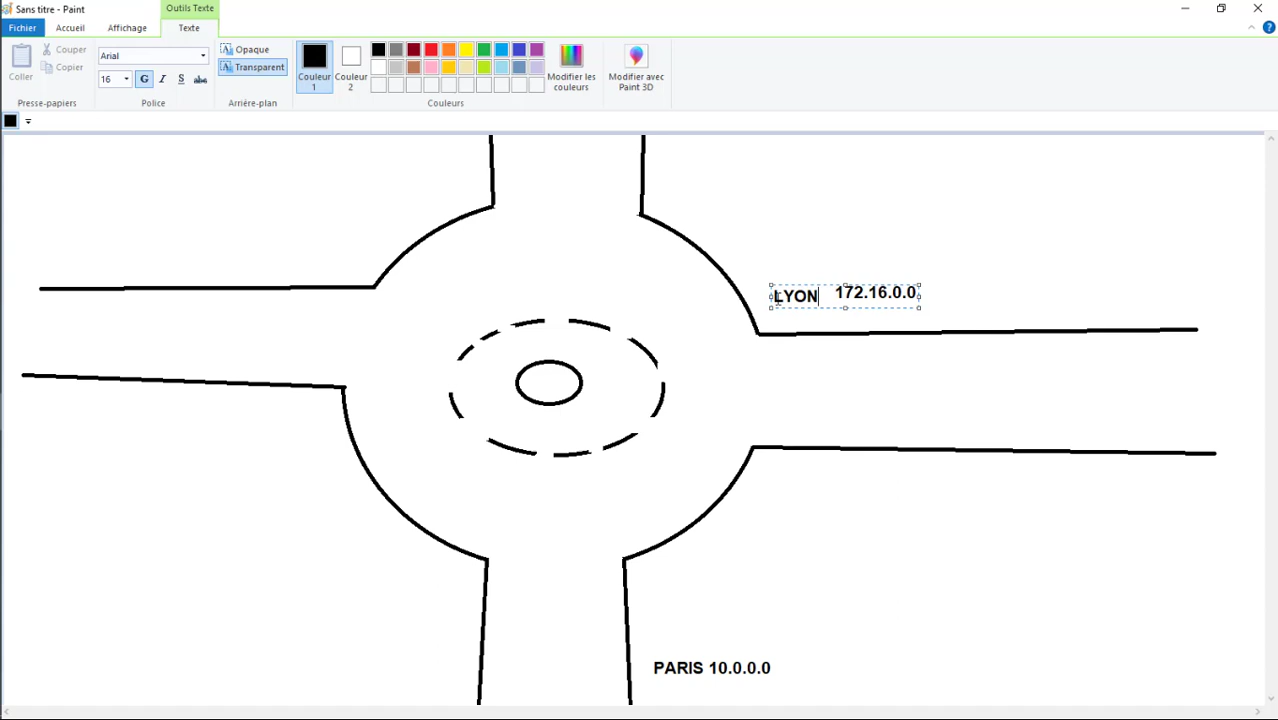 Sans titre - Paint
Outils Texte
Fichier
Accueil
Affichage
Texte
Coller
Couper
Copier
Presse-papiers
Arial
16
G
I
S
abc
Police
Opaque
Transparent
Arrière-plan
Couleur 1
Couleur 2
Couleurs
Modifier les couleurs
Modifier avec Paint 3D
LYON 172.16.0.0
PARIS 10.0.0.0